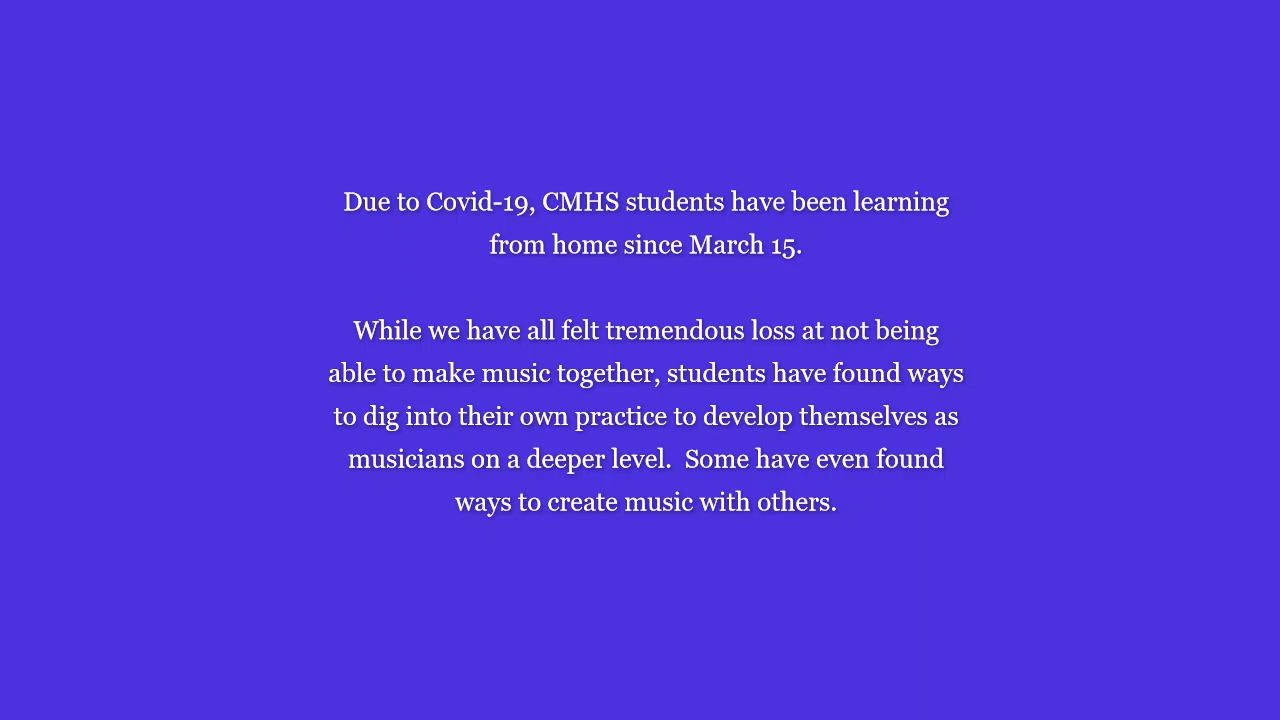 Due to Covid-19, CMHS students have been learning
from home since March 15.
While we have all felt tremendous loss at not being
able to make music together, students have found ways
to dig into their own practice to develop themselves as
musicians on a deeper level.  Some have even found
ways to create music with others.